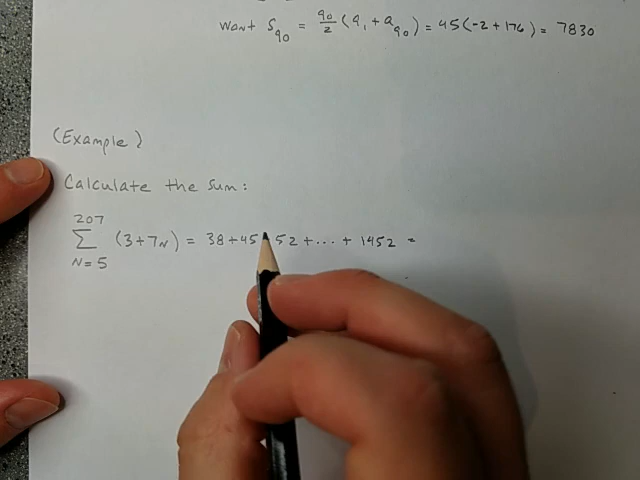 Want S₉₀ = 90/2 (a₁ + a₉₀) = 45(-2 + 176) = 7830
(Example)
Calculate the sum:
207
∑ (3+7N) = 38+45 52+...+ 1452 =
N=5